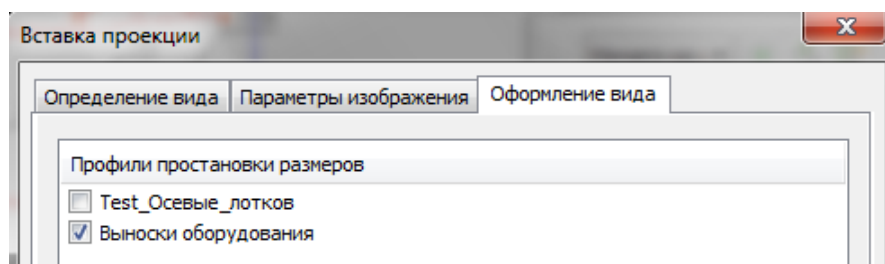 Вставка проекции
Определение вида Параметры изображения Оформление вида
Профили простановки размеров
Test_Осевые_лотков
Выноски оборудования